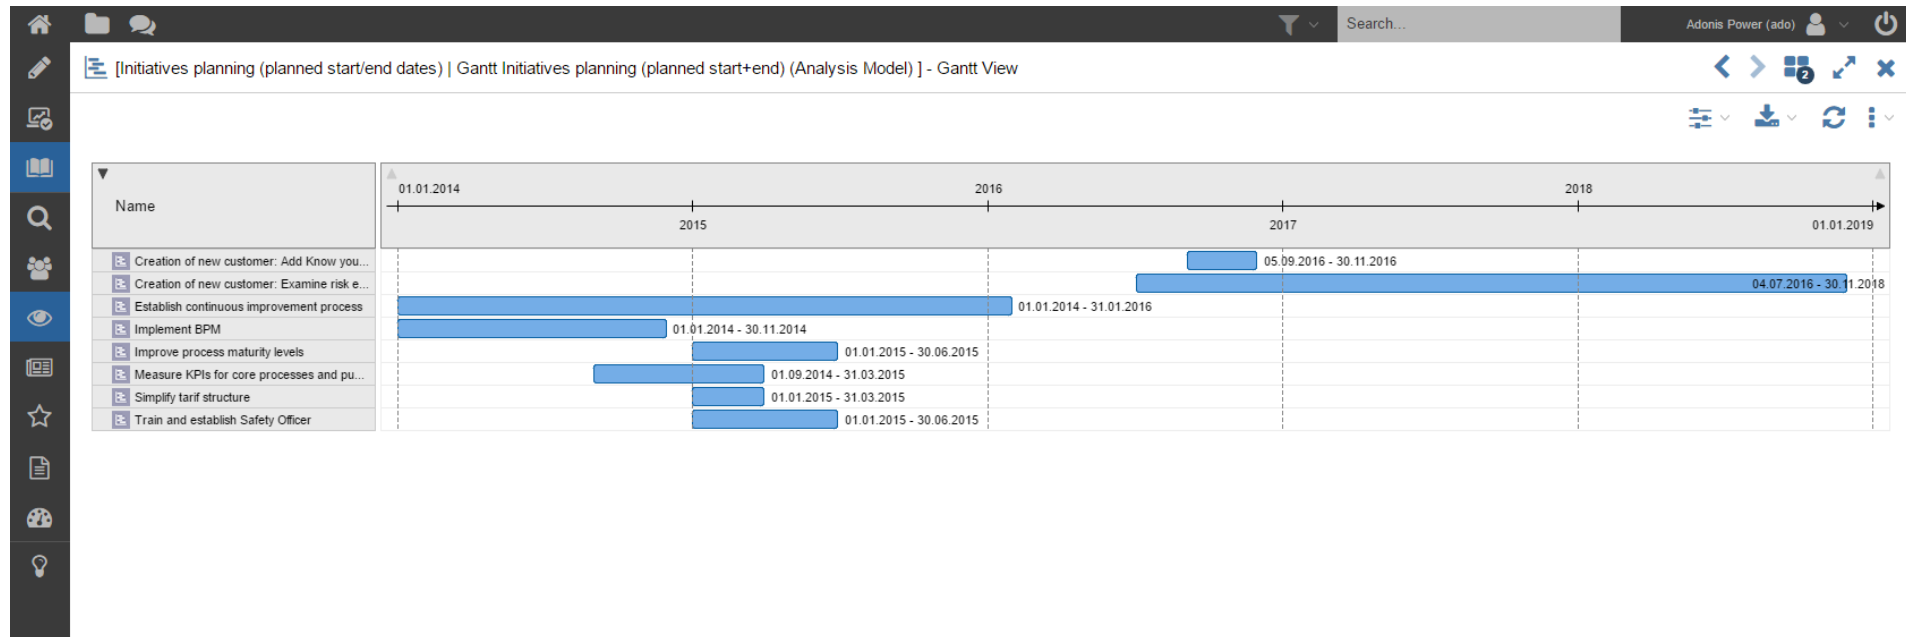 Search...
Adonis Power (ado)
[Initiatives planning (planned start/end dates) | Gantt Initiatives planning (planned start+end) (Analysis Model) ] - Gantt View
2
Name
01.01.2014
2016
2018
2015
2017
01.01.2019
Creation of new customer: Add Know you...
05.09.2016 - 30.11.2016
Creation of new customer: Examine risk e...
04.07.2016 - 30.11.2018
Establish continuous improvement process
01.01.2014 - 31.01.2016
Implement BPM
01.01.2014 - 30.11.2014
Improve process maturity levels
01.01.2015 - 30.06.2015
Measure KPIs for core processes and pu...
01.09.2014 - 31.03.2015
Simplify tarif structure
01.01.2015 - 31.03.2015
Train and establish Safety Officer
01.01.2015 - 30.06.2015